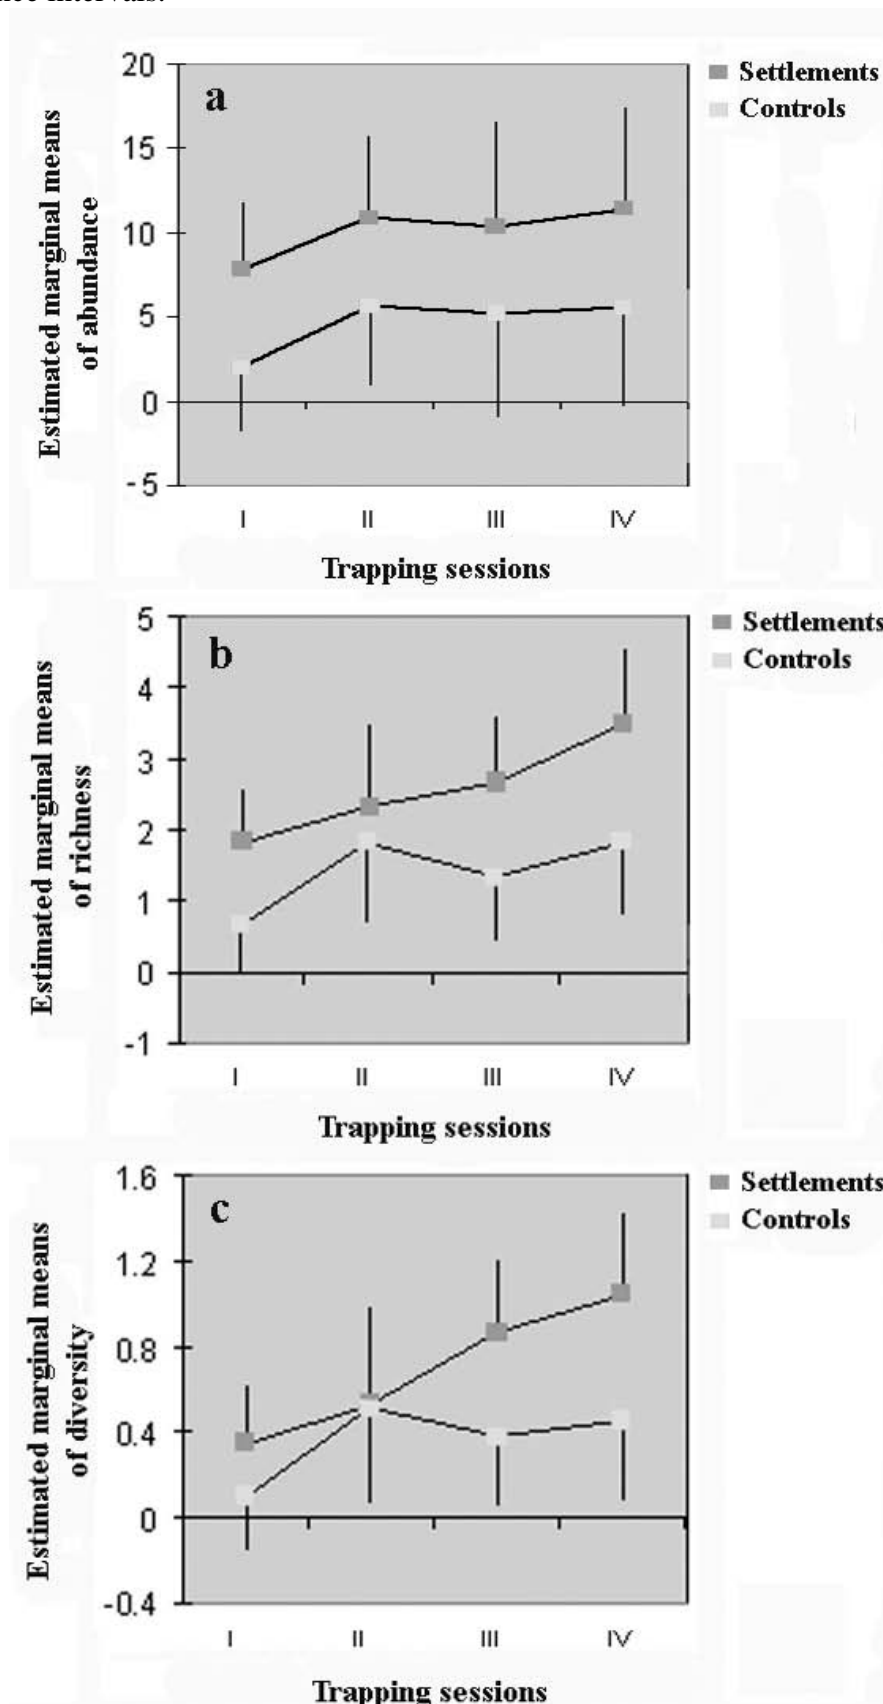 20
a
Settlements
Controls
15
10
5
0
-5
Estimated marginal means
of abundance
I II III IV
Trapping sessions
5
b
Settlements
Controls
4
3
2
1
0
-1
Estimated marginal means
of richness
I II III IV
Trapping sessions
1.6
c
Settlements
Controls
1.2
0.8
0.4
0
-0.4
Estimated marginal means
of diversity
I II III IV
Trapping sessions